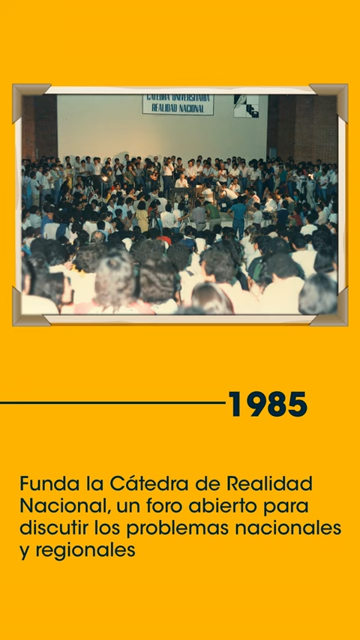 CÁTEDRA UNIVERSITARIA
REALIDAD NACIONAL
1985
Funda la Cátedra de Realidad
Nacional, un foro abierto para
discutir los problemas nacionales
y regionales